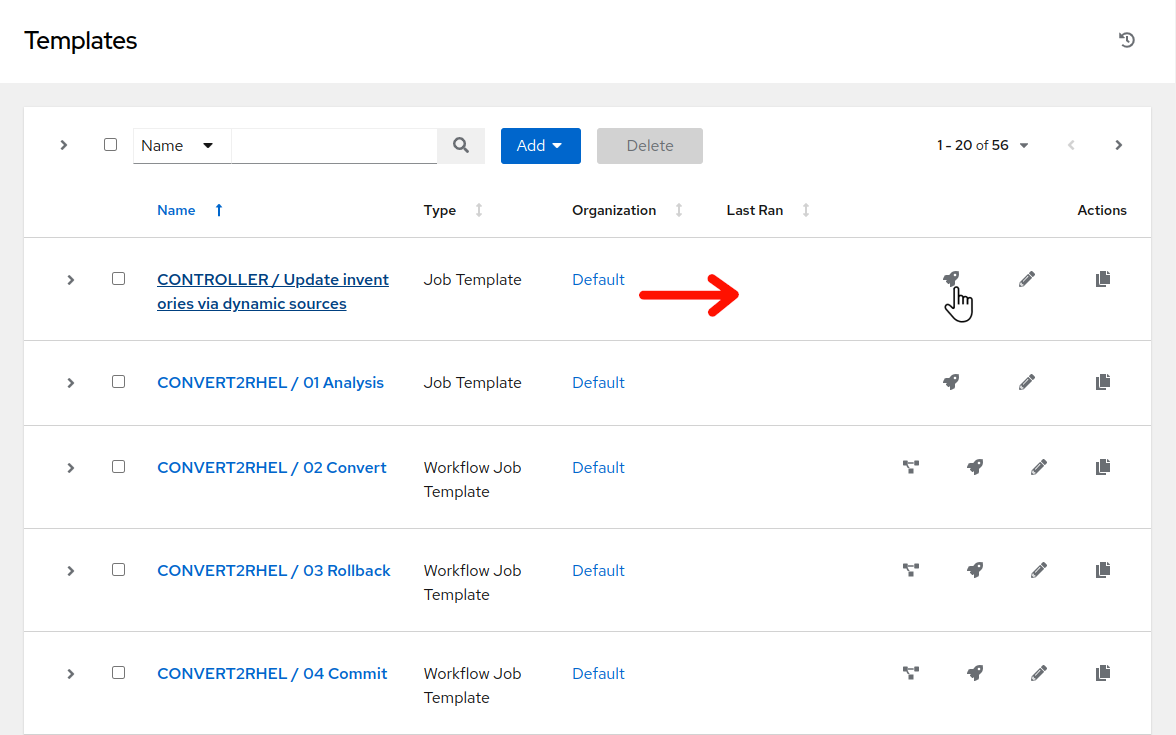 Templates
Name
Add
Delete
1 - 20 of 56
Name Type Organization Last Ran Actions
CONTROLLER / Update invent
ories via dynamic sources
Job Template
Default
CONVERT2RHEL / 01 Analysis
Job Template
Default
CONVERT2RHEL / 02 Convert
Workflow Job
Template
Default
CONVERT2RHEL / 03 Rollback
Workflow Job
Template
Default
CONVERT2RHEL / 04 Commit
Workflow Job
Template
Default